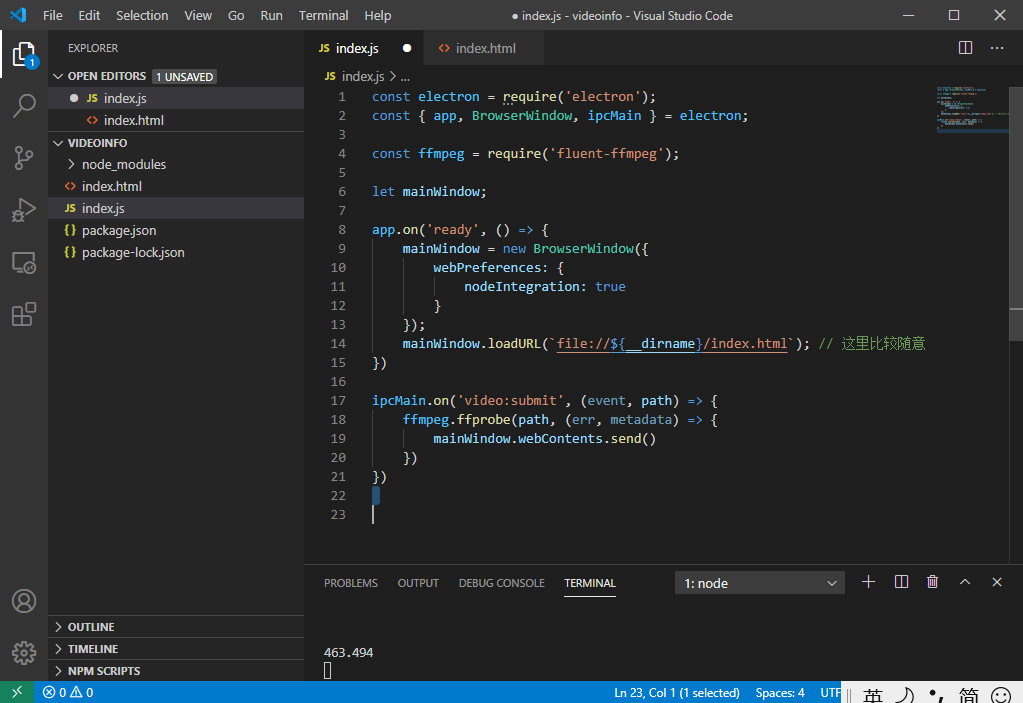 File Edit Selection View Go Run Terminal Help ● index.js - videoinfo - Visual Studio Code
EXPLORER
OPEN EDITORS 1 UNSAVED
● JS index.js
<> index.html
VIDEOINFO
node_modules
<> index.html
JS index.js
{} package.json
{} package-lock.json
OUTLINE
TIMELINE
NPM SCRIPTS
1
JS index.js ● <> index.html ...
JS index.js > ...
1 const electron = require('electron');
2 const { app, BrowserWindow, ipcMain } = electron;
3
4 const ffmpeg = require('fluent-ffmpeg');
5
6 let mainWindow;
7
8 app.on('ready', () => {
9 mainWindow = new BrowserWindow({
10 webPreferences: {
11 nodeIntegration: true
12 }
13 });
14 mainWindow.loadURL(`file://${__dirname}/index.html`); // 这里比较随意
15 })
16
17 ipcMain.on('video:submit', (event, path) => {
18 ffmpeg.ffprobe(path, (err, metadata) => {
19 mainWindow.webContents.send()
20 })
21 })
22
23
PROBLEMS OUTPUT DEBUG CONSOLE TERMINAL 1: node
463.494
0 0 Ln 23, Col 1 (1 selected) Spaces: 4 UTF
英 简